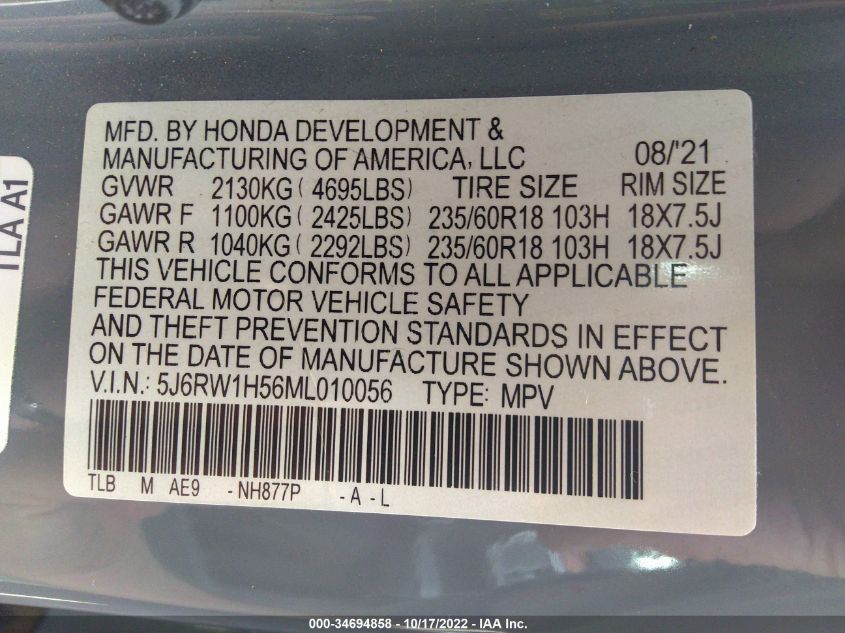 MFD. BY HONDA DEVELOPMENT &
MANUFACTURING OF AMERICA, LLC 08/'21
GVWR 2130KG ( 4695LBS) TIRE SIZE RIM SIZE
GAWR F 1100KG ( 2425LBS) 235/60R18 103H 18X7.5J
GAWR R 1040KG ( 2292LBS) 235/60R18 103H 18X7.5J
THIS VEHICLE CONFORMS TO ALL APPLICABLE
FEDERAL MOTOR VEHICLE SAFETY
AND THEFT PREVENTION STANDARDS IN EFFECT
ON THE DATE OF MANUFACTURE SHOWN ABOVE.
V.I.N.: 5J6RW1H56ML010056 TYPE: MPV
TLB M AE9 -NH877P -A-L
TLA A1
000-34694858 - 10/17/2022 - IAA Inc.